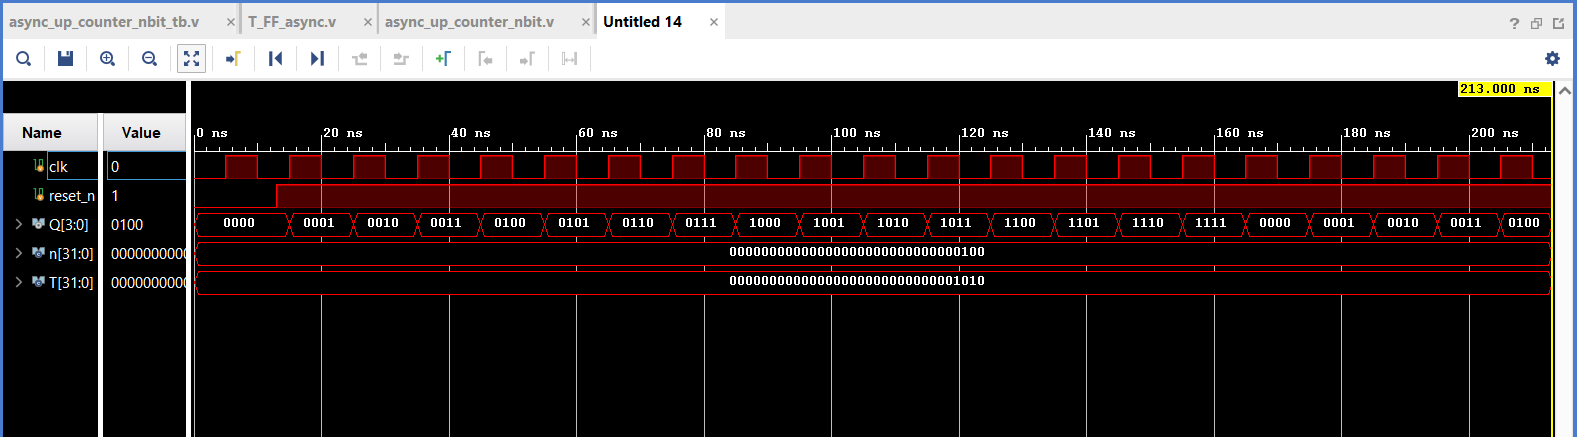 async_up_counter_nbit_tb.v × T_FF_async.v × async_up_counter_nbit.v × Untitled 14 × ?
213.000 ns
Name Value 0 ns 20 ns 40 ns 60 ns 80 ns 100 ns 120 ns 140 ns 160 ns 180 ns 200 ns
clk 0
reset_n 1
Q[3:0] 0100 0000 0001 0010 0011 0100 0101 0110 0111 1000 1001 1010 1011 1100 1101 1110 1111 0000 0001 0010 0011 0100
n[31:0] 0000000000 00000000000000000000000000000100
T[31:0] 0000000000 00000000000000000000000000001010